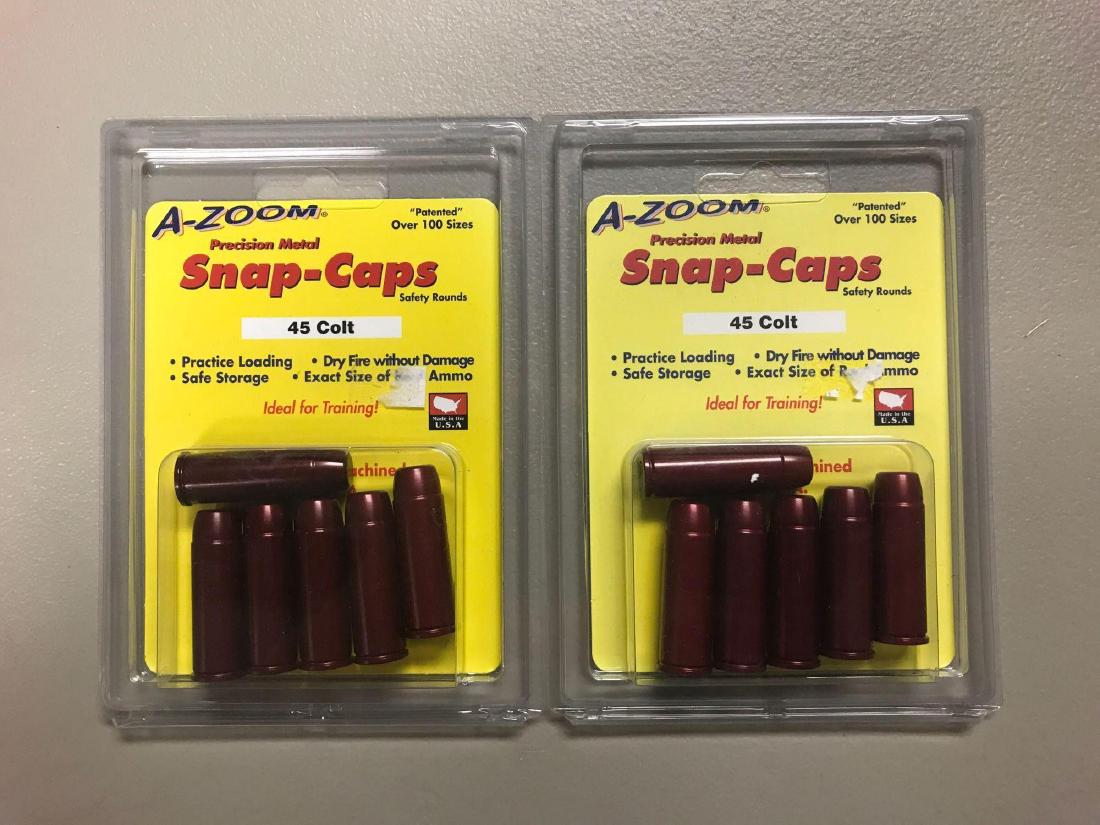 A-ZOOM®
"Patented"
Over 100 Sizes
Precision Metal
Snap-Caps
Safety Rounds
45 Colt
• Practice Loading • Dry Fire without Damage
• Safe Storage • Exact Size of Ammo
Ideal for Training!
Made in the
U.S.A
A-ZOOM®
"Patented"
Over 100 Sizes
Precision Metal
Snap-Caps
Safety Rounds
45 Colt
• Practice Loading • Dry Fire without Damage
• Safe Storage • Exact Size of Ammo
Ideal for Training!
Made in the
U.S.A